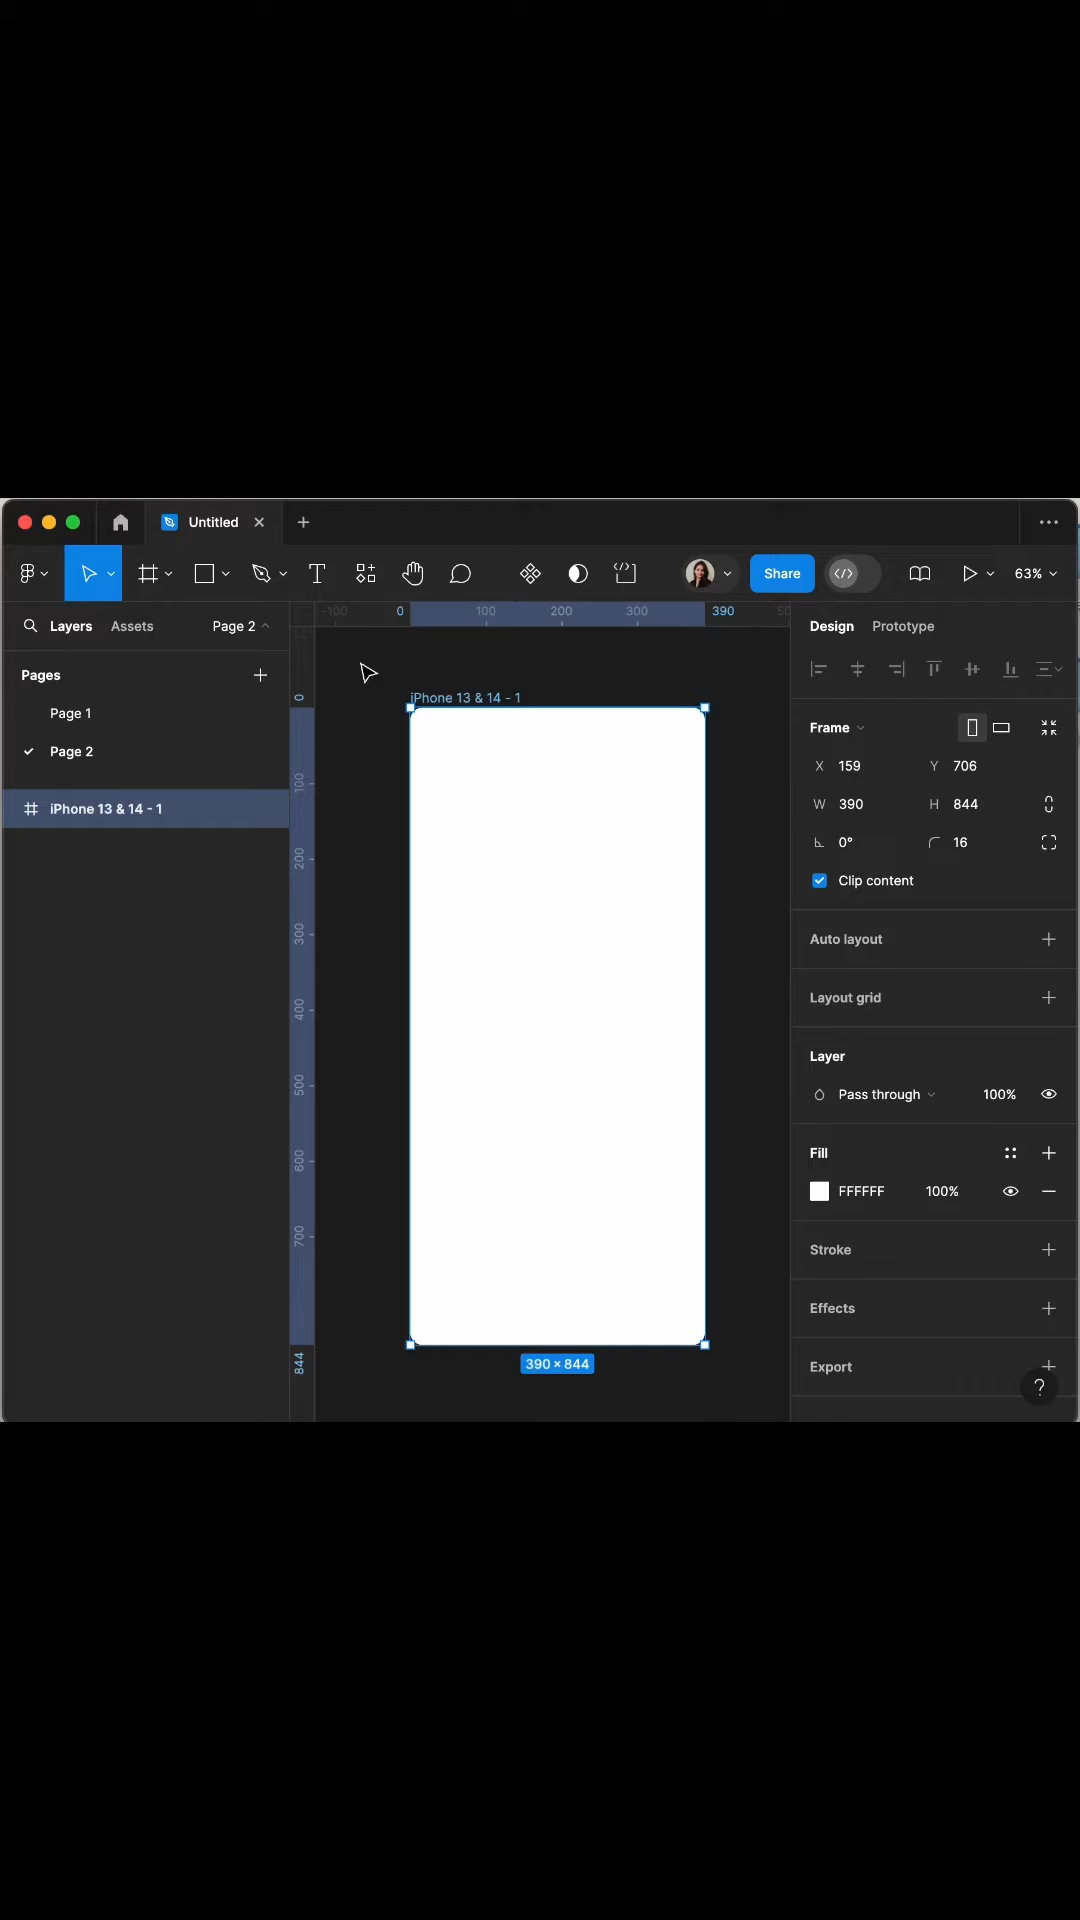 Untitled
Share
63%
Layers
Assets
Page 2
-100
0
100
200
300
390
Design
Prototype
Pages
Page 1
Page 2
iPhone 13 & 14 - 1
0
100
200
300
400
500
600
700
844
iPhone 13 & 14 - 1
390 × 844
Frame
X 159
Y 706
W 390
H 844
0°
16
Clip content
Auto layout
Layout grid
Layer
Pass through
100%
Fill
FFFFFF
100%
Stroke
Effects
Export
?